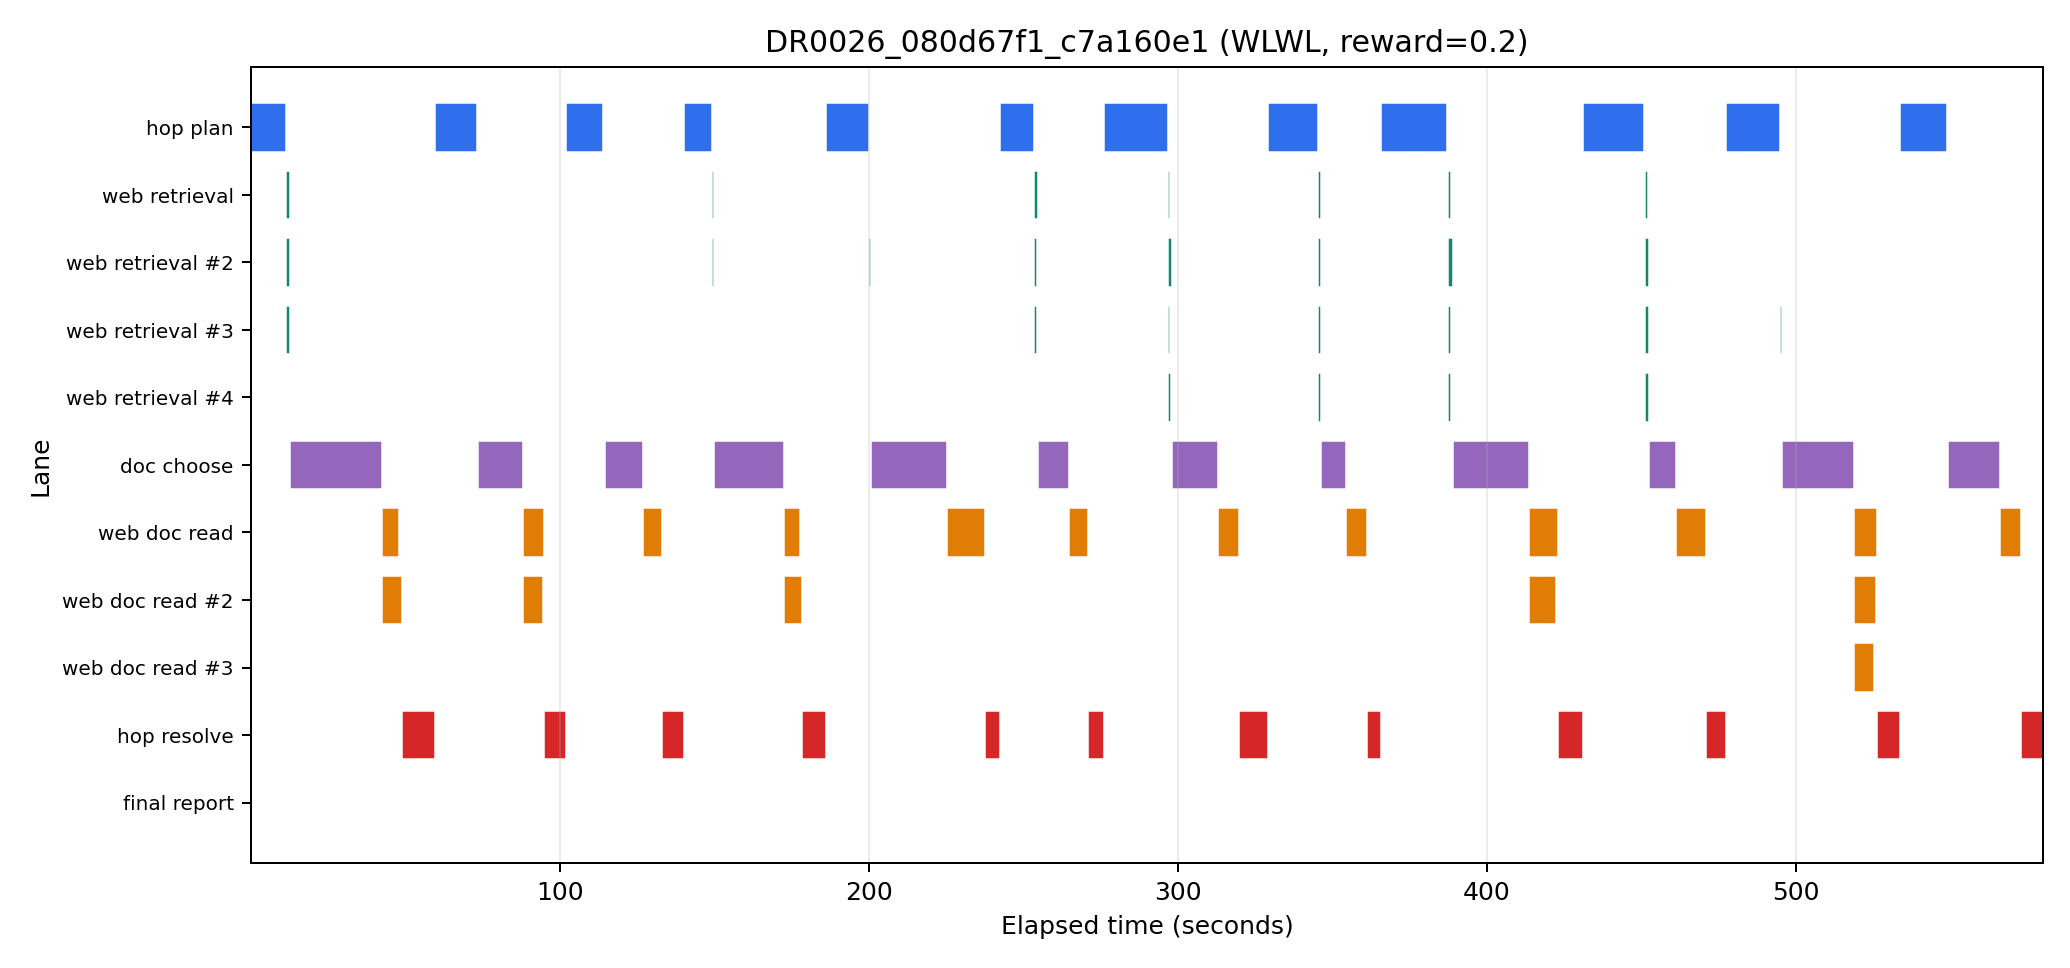 DR0026_080d67f1_c7a160e1 (WLWL, reward=0.2)
hop plan
web retrieval
web retrieval #2
web retrieval #3
web retrieval #4
doc choose
web doc read
web doc read #2
web doc read #3
hop resolve
final report
Lane
100 200 300 400 500
Elapsed time (seconds)